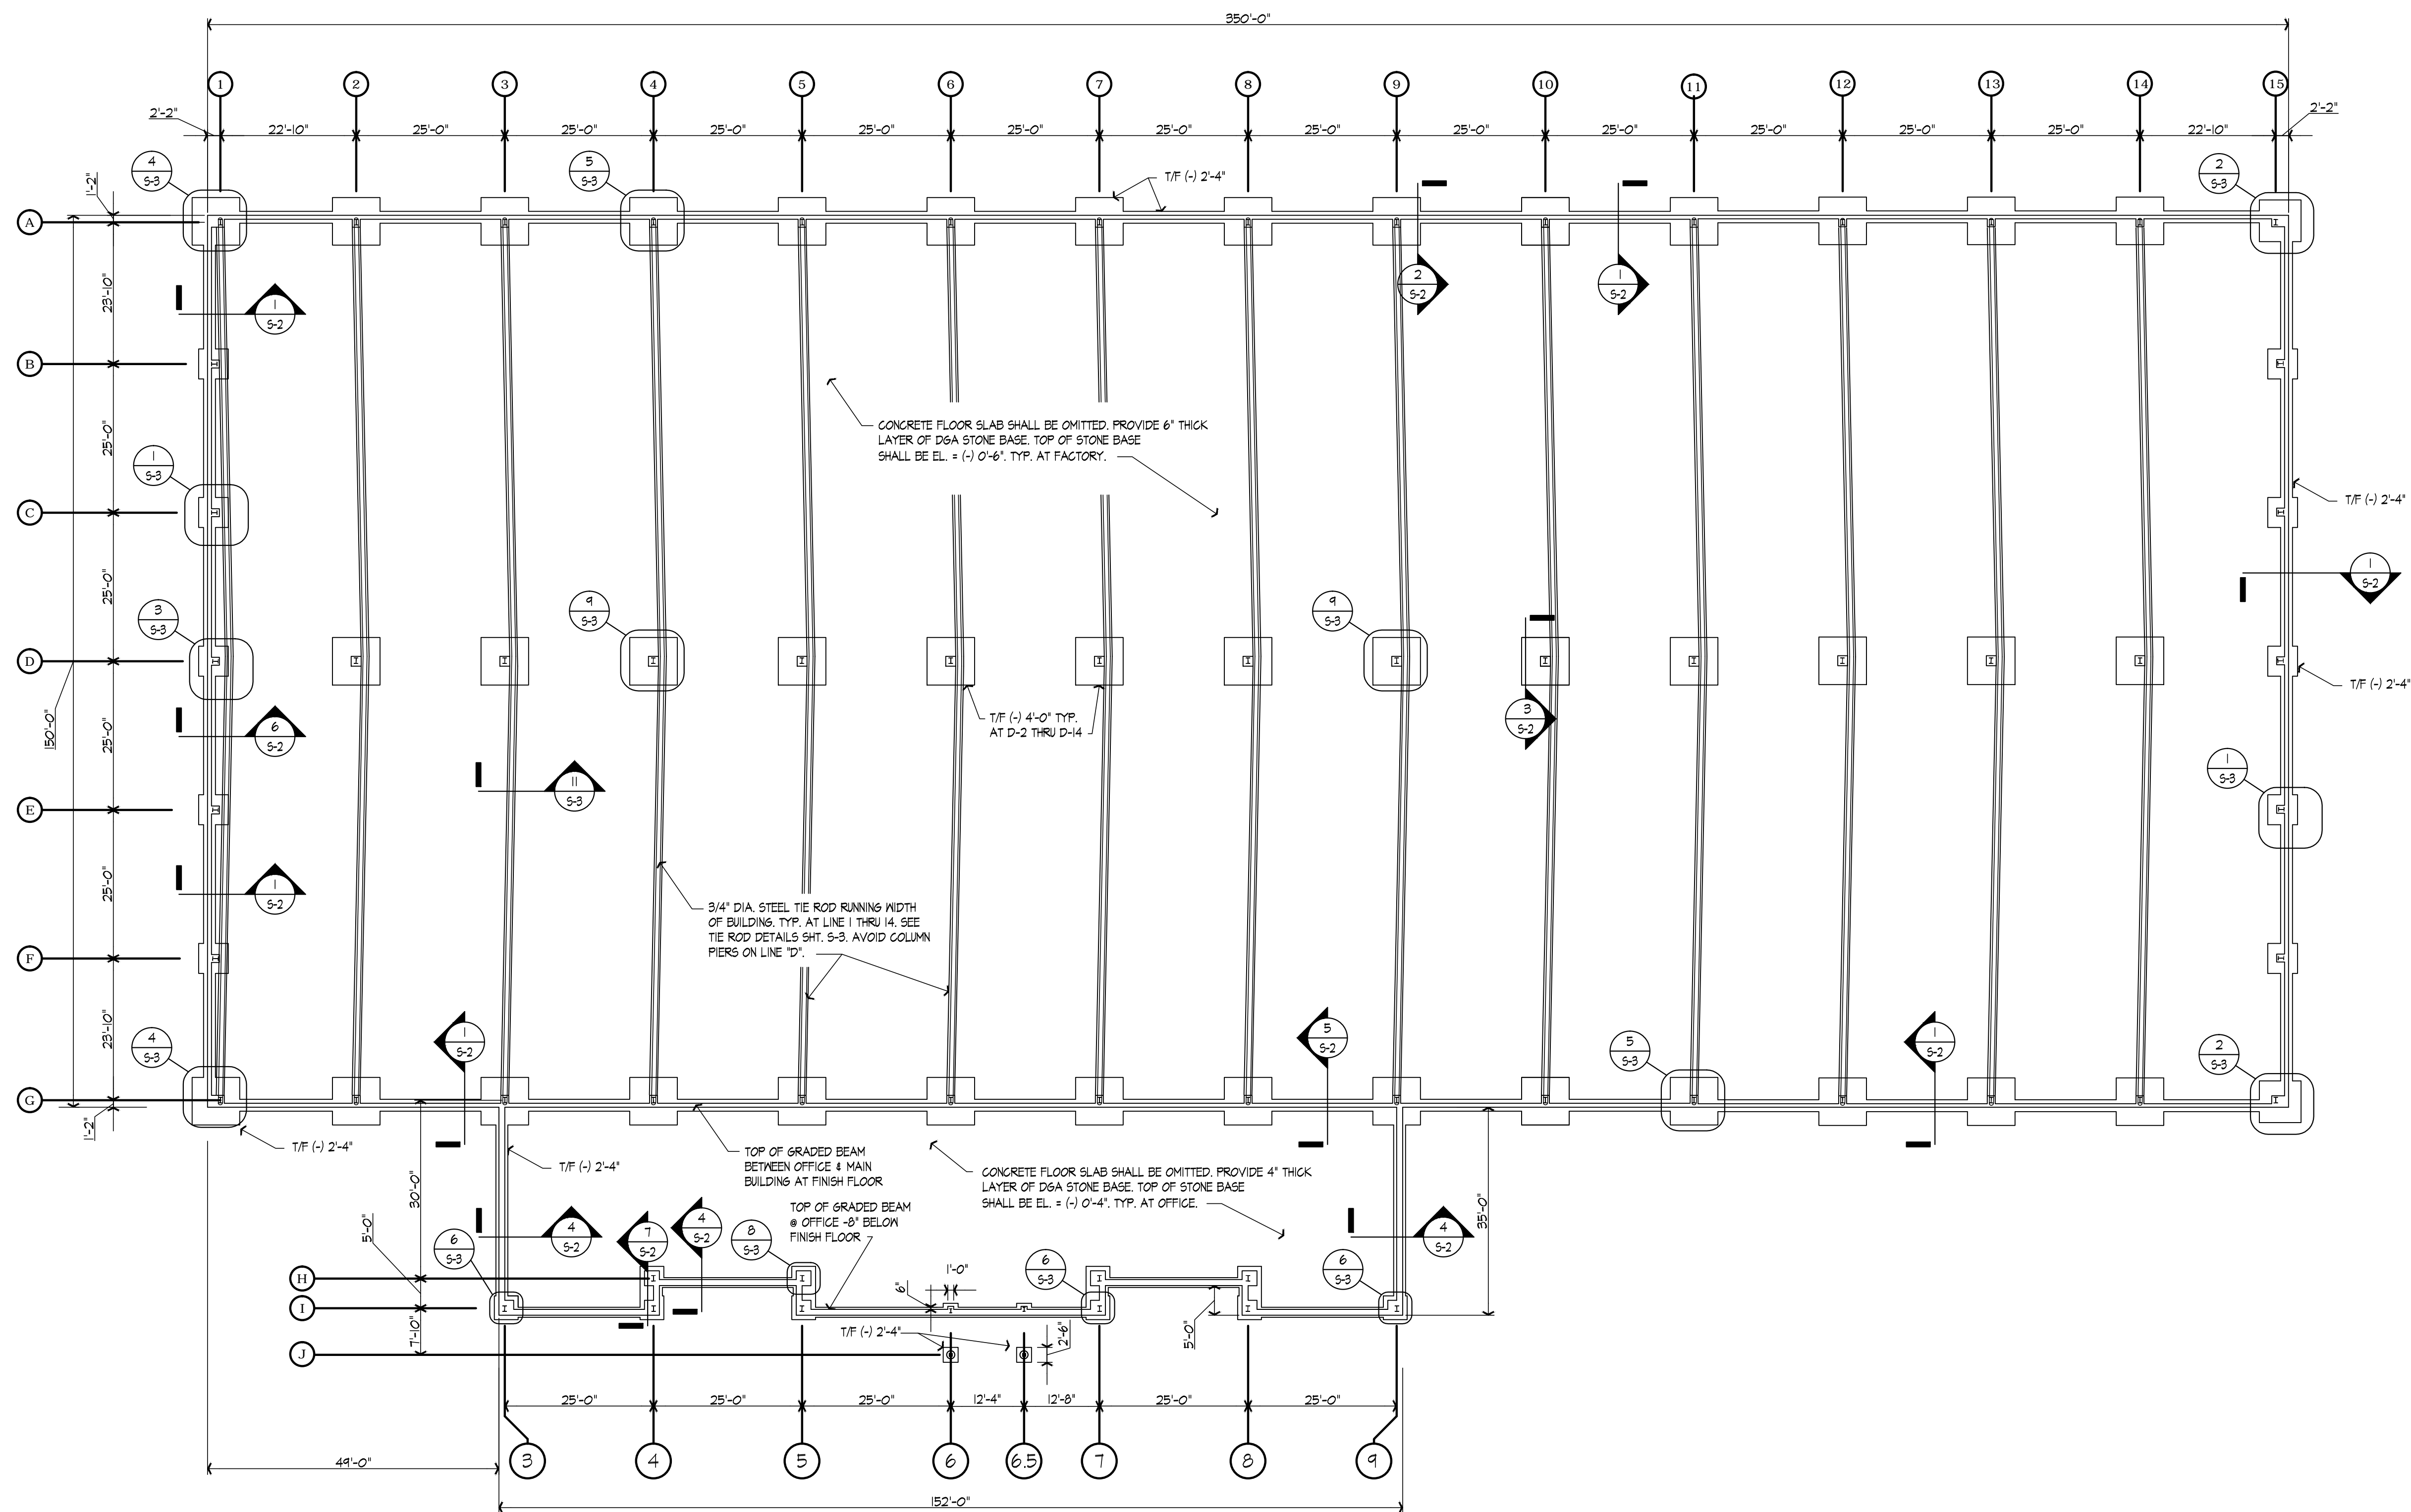 350'-0"
1 2 3 4 5 6 7 8 9 10 11 12 13 14 15
2'-2" 22'-10" 25'-0" 25'-0" 25'-0" 25'-0" 25'-0" 25'-0" 25'-0" 25'-0" 25'-0" 25'-0" 25'-0" 25'-0" 22'-10" 2'-2"
4
S-3
5
S-3
T/F (-) 2'-4"
2
S-3
1'-2"
A
2
S-2
1
S-2
23'-10"
1
S-2
B
CONCRETE FLOOR SLAB SHALL BE OMITTED. PROVIDE 6" THICK
LAYER OF DGA STONE BASE. TOP OF STONE BASE
SHALL BE EL. = (-) 0'-6". TYP. AT FACTORY.
25'-0"
1
S-3
T/F (-) 2'-4"
C
25'-0"
1
S-2
3
S-3
9
S-3
9
S-3
D
T/F (-) 2'-4"
150'-0"
25'-0"
6
S-2
T/F (-) 4'-0" TYP.
AT D-2 THRU D-14
3
S-2
11
S-3
1
S-3
E
25'-0"
1
S-2
3/4" DIA. STEEL TIE ROD RUNNING WIDTH
OF BUILDING. TYP. AT LINE 1 THRU 14. SEE
TIE ROD DETAILS SHT. S-3. AVOID COLUMN
PIERS ON LINE "D".
F
23'-10"
4
S-3
1
S-2
5
S-2
5
S-3
1
S-2
2
S-3
G
1'-2"
T/F (-) 2'-4"
T/F (-) 2'-4"
TOP OF GRADED BEAM
BETWEEN OFFICE & MAIN
BUILDING AT FINISH FLOOR
CONCRETE FLOOR SLAB SHALL BE OMITTED. PROVIDE 4" THICK
LAYER OF DGA STONE BASE. TOP OF STONE BASE
SHALL BE EL. = (-) 0'-4". TYP. AT OFFICE.
30'-0"
35'-0"
TOP OF GRADED BEAM
@ OFFICE -8" BELOW
FINISH FLOOR
5'-0"
6
S-3
4
S-2
7
S-2
4
S-2
8
S-3
6
S-3
6
S-3
4
S-2
H
1'-0"
6"
I
5'-0"
7'-10"
T/F (-) 2'-4"
2'-6"
J
25'-0" 25'-0" 25'-0" 12'-4" 12'-8" 25'-0" 25'-0"
3 4 5 6 6.5 7 8 9
49'-0"
152'-0"